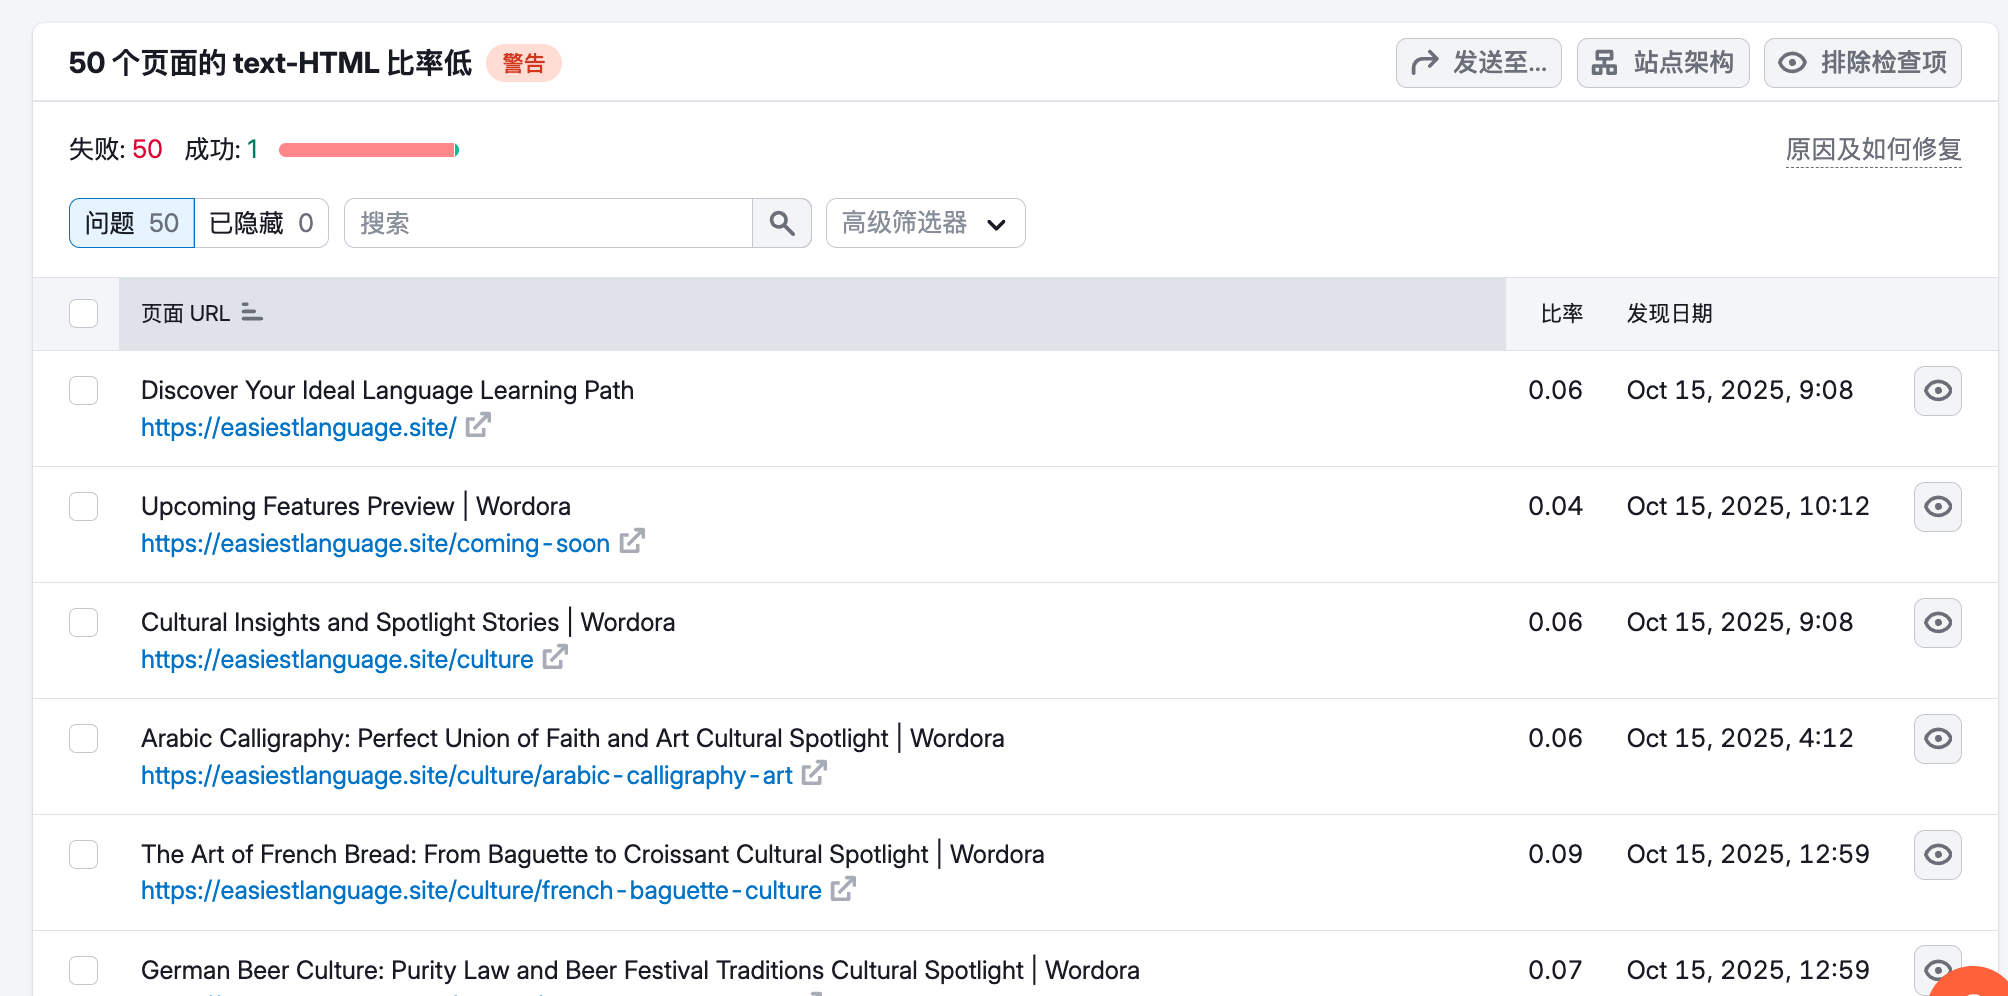 50 个页面的 text-HTML 比率低 警告 发送至... 站点架构 排除检查项
失败: 50 成功: 1 原因及如何修复
问题 50 已隐藏 0 搜索 高级筛选器
页面 URL 比率 发现日期
Discover Your Ideal Language Learning Path 0.06 Oct 15, 2025, 9:08
https://easiestlanguage.site/
Upcoming Features Preview | Wordora 0.04 Oct 15, 2025, 10:12
https://easiestlanguage.site/coming-soon
Cultural Insights and Spotlight Stories | Wordora 0.06 Oct 15, 2025, 9:08
https://easiestlanguage.site/culture
Arabic Calligraphy: Perfect Union of Faith and Art Cultural Spotlight | Wordora 0.06 Oct 15, 2025, 4:12
https://easiestlanguage.site/culture/arabic-calligraphy-art
The Art of French Bread: From Baguette to Croissant Cultural Spotlight | Wordora 0.09 Oct 15, 2025, 12:59
https://easiestlanguage.site/culture/french-baguette-culture
German Beer Culture: Purity Law and Beer Festival Traditions Cultural Spotlight | Wordora 0.07 Oct 15, 2025, 12:59